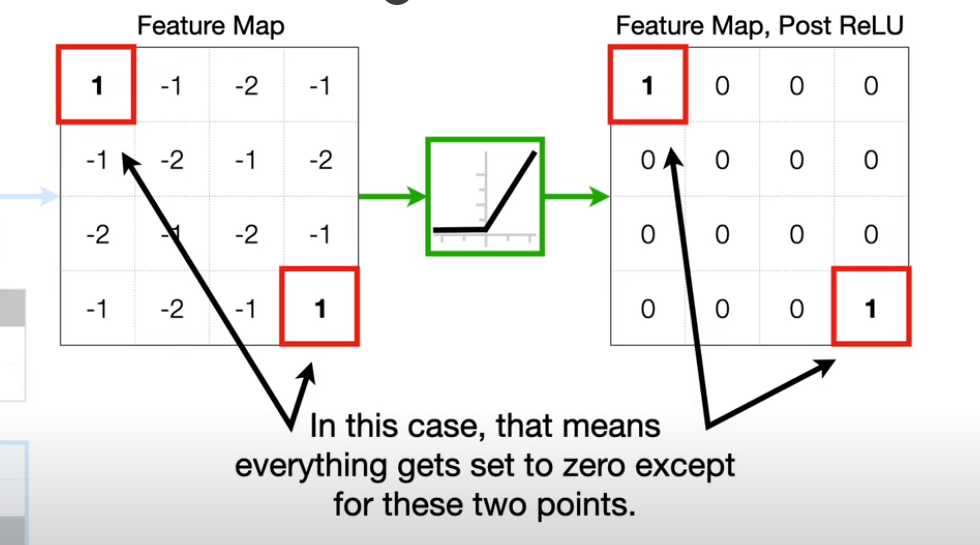 Feature Map
Feature Map, Post ReLU
1 -1 -2 -1
-1 -2 -1 -2
-2 -1 -2 -1
-1 -2 -1 1
1 0 0 0
0 0 0 0
0 0 0 0
0 0 0 1
In this case, that means
everything gets set to zero except
for these two points.